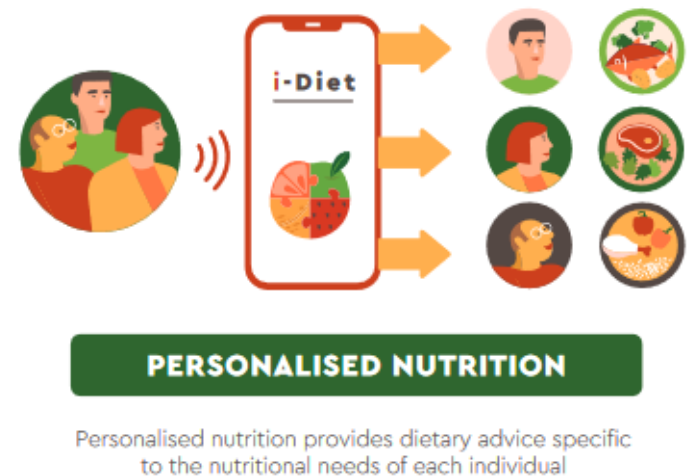 i-Diet
PERSONALISED NUTRITION
Personalised nutrition provides dietary advice specific
to the nutritional needs of each individual